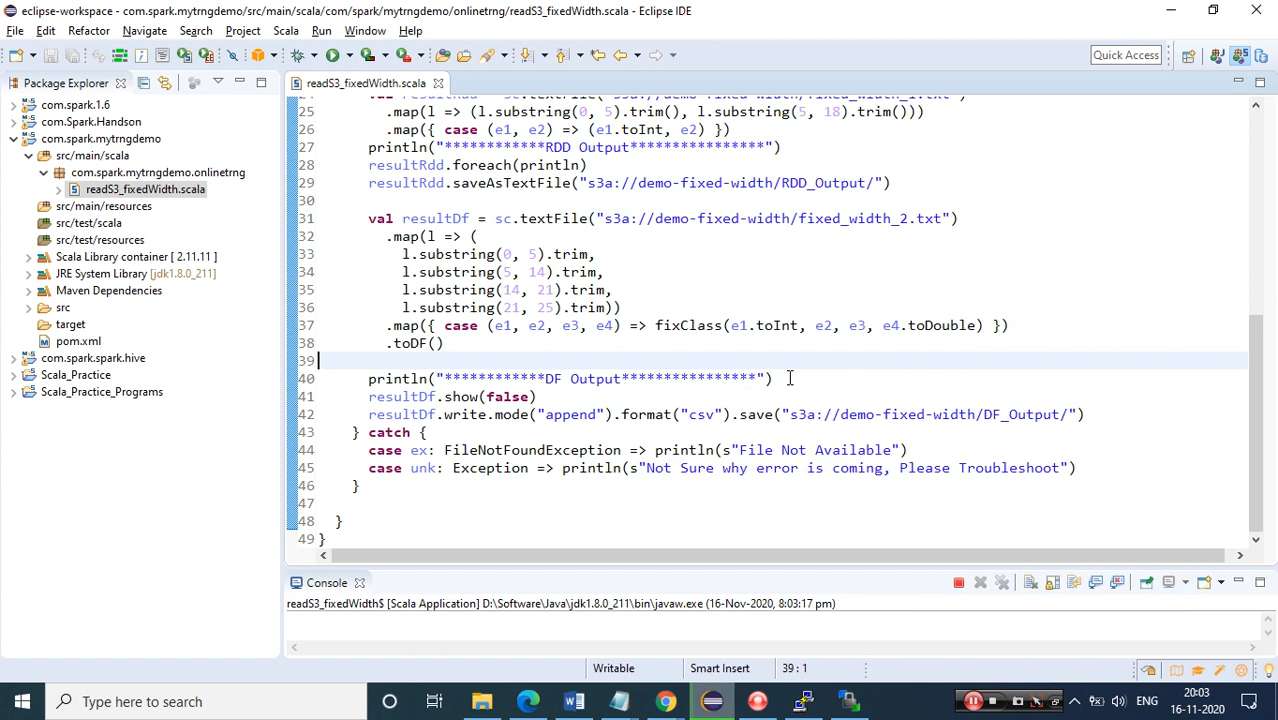 eclipse-workspace - com.spark.mytrngdemo/src/main/scala/com/spark/mytrngdemo/onlinetrng/readS3_fixedWidth.scala - Eclipse IDE
File Edit Refactor Navigate Search Project Scala Run Window Help
Quick Access
Package Explorer
com.spark.1.6
com.Spark.Handson
com.spark.mytrngdemo
src/main/scala
com.spark.mytrngdemo.onlinetrng
readS3_fixedWidth.scala
src/main/resources
src/test/scala
src/test/resources
Scala Library container [ 2.11.11 ]
JRE System Library [jdk1.8.0_211]
Maven Dependencies
src
target
pom.xml
com.spark.spark.hive
Scala_Practice
Scala_Practice_Programs
readS3_fixedWidth.scala
24 val resultRdd = sc.textFile("s3a://demo-fixed-width/fixed_width_1.txt")
25 .map(l => (l.substring(0, 5).trim(), l.substring(5, 18).trim()))
26 .map({ case (e1, e2) => (e1.toInt, e2) })
27 println("************RDD Output****************")
28 resultRdd.foreach(println)
29 resultRdd.saveAsTextFile("s3a://demo-fixed-width/RDD_Output/")
30
31 val resultDf = sc.textFile("s3a://demo-fixed-width/fixed_width_2.txt")
32 .map(l => (
33 l.substring(0, 5).trim,
34 l.substring(5, 14).trim,
35 l.substring(14, 21).trim,
36 l.substring(21, 25).trim))
37 .map({ case (e1, e2, e3, e4) => fixClass(e1.toInt, e2, e3, e4.toDouble) })
38 .toDF()
39
40 println("************DF Output****************")
41 resultDf.show(false)
42 resultDf.write.mode("append").format("csv").save("s3a://demo-fixed-width/DF_Output/")
43 } catch {
44 case ex: FileNotFoundException => println(s"File Not Available")
45 case unk: Exception => println(s"Not Sure why error is coming, Please Troubleshoot")
46 }
47
48 }
49 }
Console
readS3_fixedWidth$ [Scala Application] D:\Software\Java\jdk1.8.0_211\bin\javaw.exe (16-Nov-2020, 8:03:17 pm)
Writable Smart Insert 39 : 1
Type here to search
ENG
20:03
16-11-2020